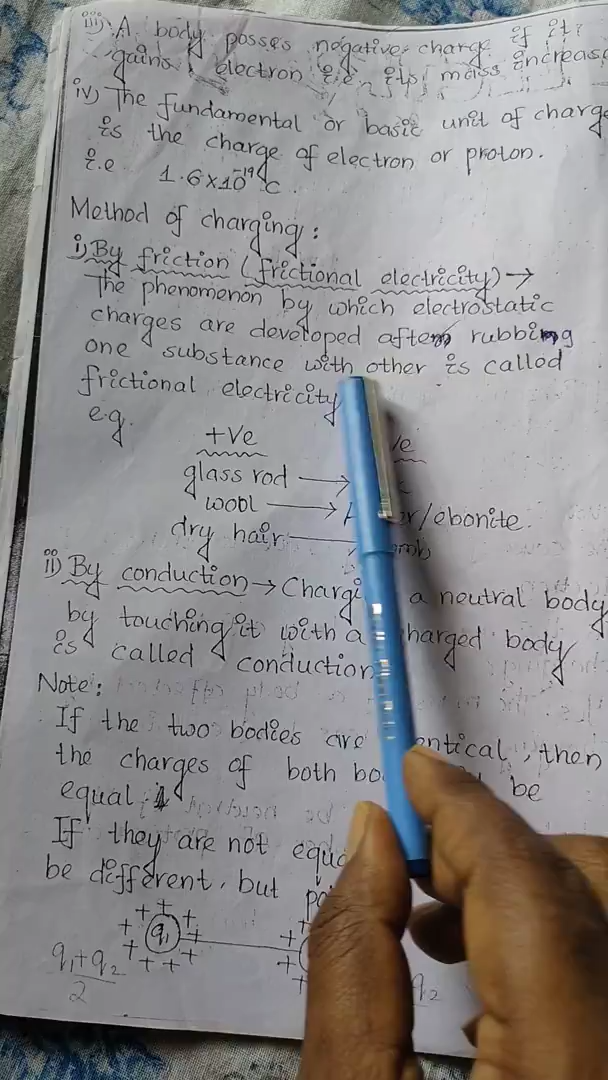 iii) A body posses negative charge if it
gains electron i.e. its mass increase
iv) The fundamental or basic unit of charge
is the charge of electron or proton.
i.e 1.6×10⁻¹⁹C
Method of charging:
i) By friction (frictional electricity) →
The phenomenon by which electrostatic
charges are developed after rubbing
one substance with other is called
frictional electricity
e.g.
+ve ve
glass rod →
wool → /ebonite.
dry hair
ii) By conduction → a neutral body
by touching it with a charged body
is called conduction
Note:
If the two bodies are , then
the charges of both be
equal.
If they are not
be different, but
+ + + + + + + + + + q₁ + + + +
q₁+q₂
2
q₂